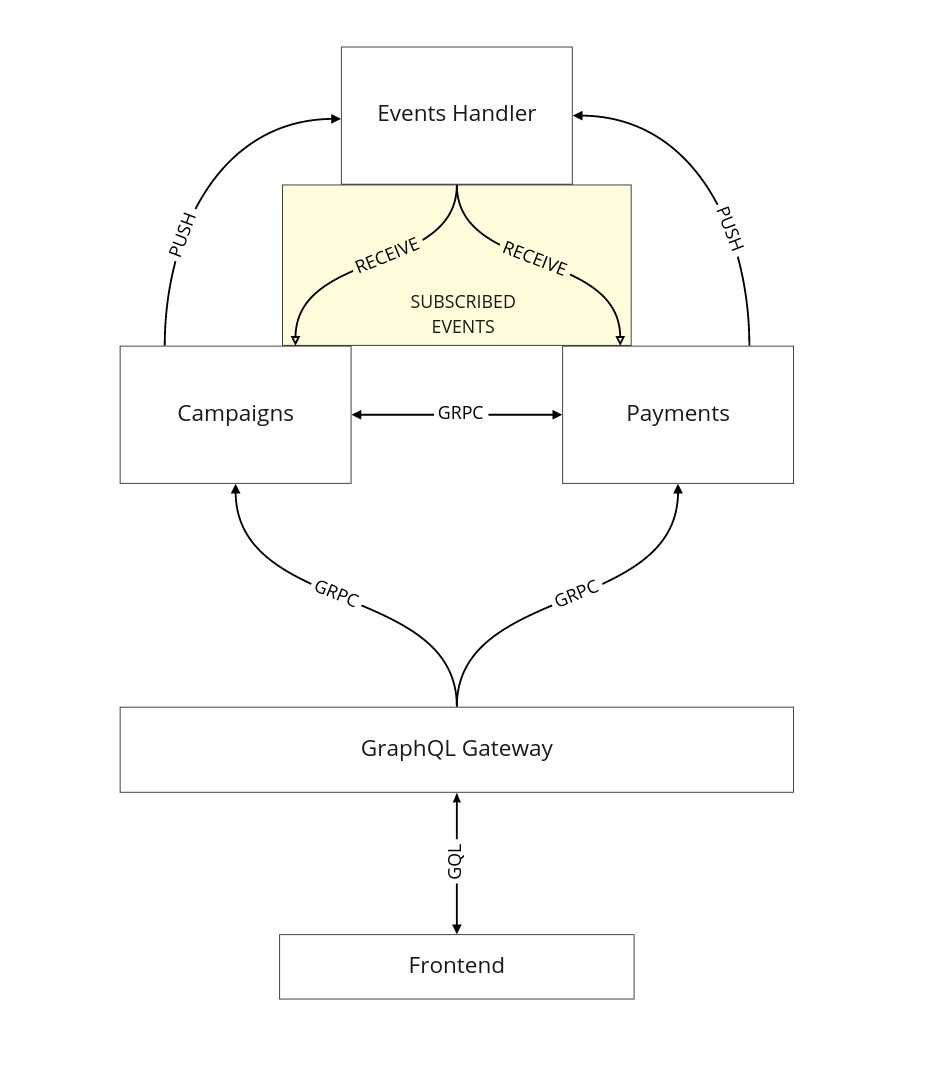 Events Handler
PUSH
PUSH
RECEIVE
RECEIVE
SUBSCRIBED
EVENTS
Campaigns
GRPC
Payments
GRPC
GRPC
GraphQL Gateway
GQL
Frontend